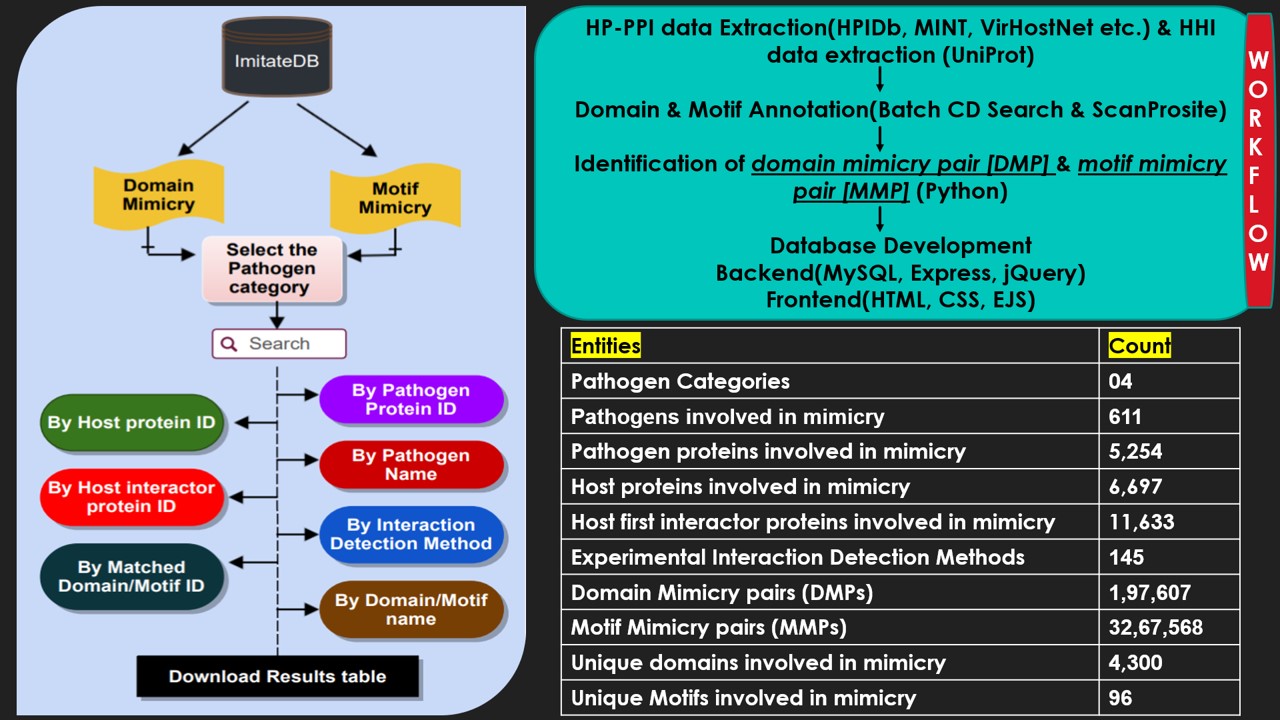 ImitateDB
Domain
Mimicry
Motif
Mimicry
Select the
Pathogen
category
Search
By Pathogen
Protein ID
By Host protein ID
By Pathogen
Name
By Host interactor
protein ID
By Interaction
Detection Method
By Matched
Domain/Motif ID
By Domain/Motif
name
Download Results table
HP-PPI data Extraction(HPIDb, MINT, VirHostNet etc.) & HHI
data extraction (UniProt)
Domain & Motif Annotation(Batch CD Search & ScanProsite)
Identification of domain mimicry pair [DMP] & motif mimicry
pair [MMP] (Python)
Database Development
Backend(MySQL, Express, jQuery)
Frontend(HTML, CSS, EJS)
WORKFLOW
Entities Count
Pathogen Categories 04
Pathogens involved in mimicry 611
Pathogen proteins involved in mimicry 5,254
Host proteins involved in mimicry 6,697
Host first interactor proteins involved in mimicry 11,633
Experimental Interaction Detection Methods 145
Domain Mimicry pairs (DMPs) 1,97,607
Motif Mimicry pairs (MMPs) 32,67,568
Unique domains involved in mimicry 4,300
Unique Motifs involved in mimicry 96